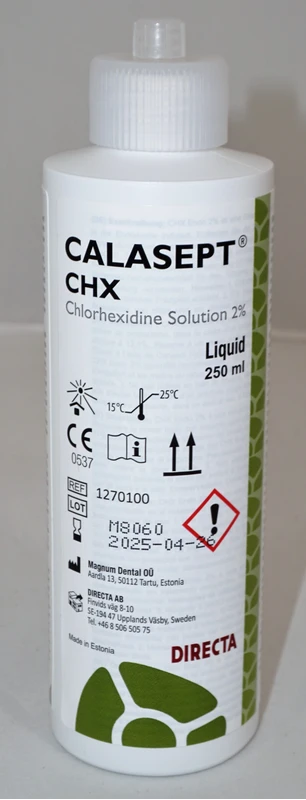 CALASEPT®
CHX
Chlorhexidine Solution 2%
Liquid
250 ml
15°C 25°C
CE
0537
i
REF 1270100
LOT M8060
2025-04-26
Magnum Dental OÜ
Aardla 13, 50112 Tartu, Estonia
DIRECTA AB
Finvids väg 8-10
SE-194 47 Upplands Väsby, Sweden
Tel. +46 8 506 505 75
Made in Estonia
DIRECTA